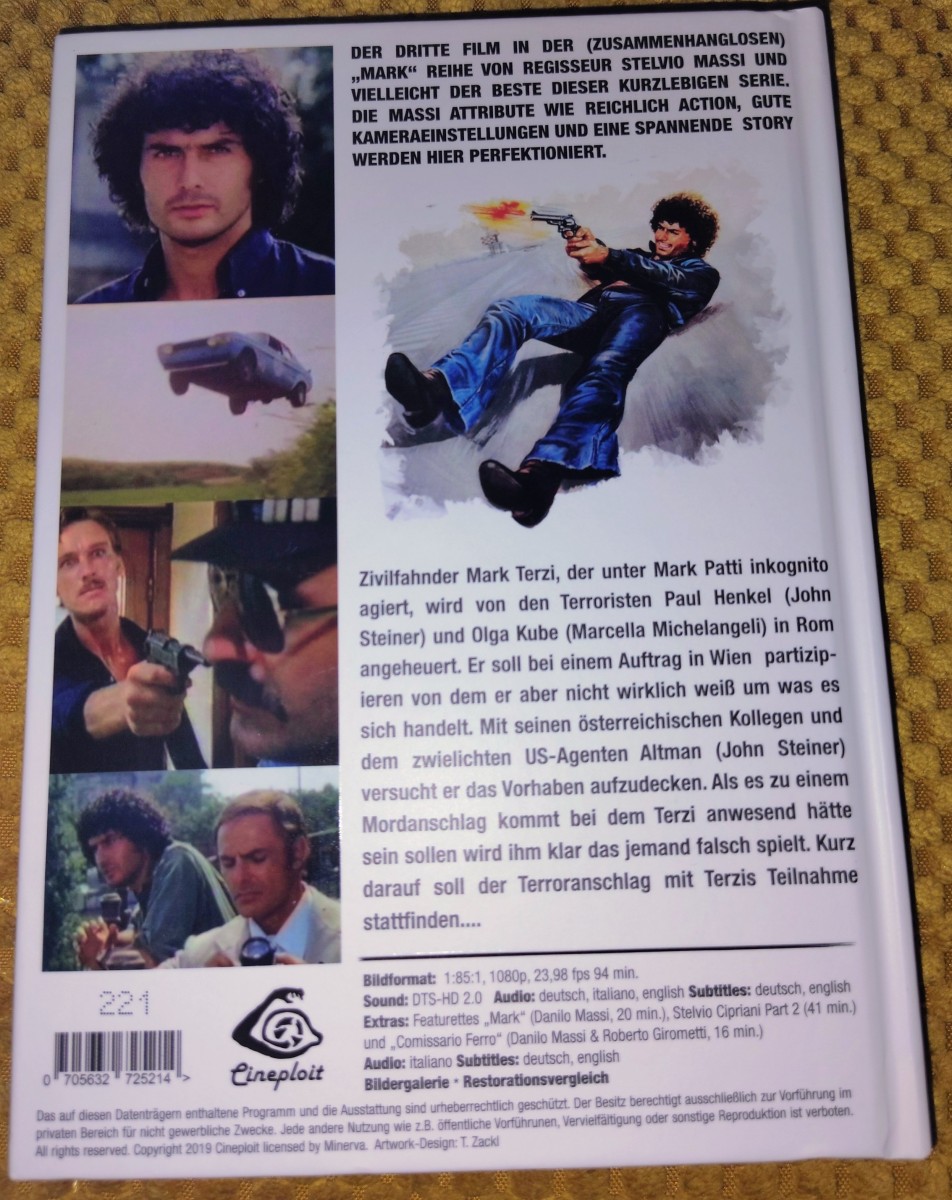 DER DRITTE FILM IN DER (ZUSAMMENHANGLOSEN)
„MARK“ REIHE VON REGISSEUR STELVIO MASSI UND
VIELLEICHT DER BESTE DIESER KURZLEBIGEN SERIE.
DIE MASSI ATTRIBUTE WIE REICHLICH ACTION, GUTE
KAMERAEINSTELLUNGEN UND EINE SPANNENDE STORY
WERDEN HIER PERFEKTIONIERT.
Zivilfahnder Mark Terzi, der unter Mark Patti inkognito
agiert, wird von den Terroristen Paul Henkel (John
Steiner) und Olga Kube (Marcella Michelangeli) in Rom
angeheuert. Er soll bei einem Auftrag in Wien partizip-
ieren von dem er aber nicht wirklich weiß um was es
sich handelt. Mit seinen österreichischen Kollegen und
dem zwielichten US-Agenten Altman (John Steiner)
versucht er das Vorhaben aufzudecken. Als es zu einem
Mordanschlag kommt bei dem Terzi anwesend hätte
sein sollen wird ihm klar das jemand falsch spielt. Kurz
darauf soll der Terroranschlag mit Terzis Teilnahme
stattfinden....
Bildformat: 1:85:1, 1080p, 23,98 fps 94 min.
Sound: DTS-HD 2.0 Audio: deutsch, italiano, english Subtitles: deutsch, english
Extras: Featurettes „Mark“ (Danilo Massi, 20 min.), Stelvio Cipriani Part 2 (41 min.)
und „Comissario Ferro“ (Danilo Massi & Roberto Girometti, 16 min.)
Audio: italiano Subtitles: deutsch, english
Bildergalerie · Restorationsvergleich
221
0 705632 725214 >
Cineploit
Das auf diesen Datenträgern enthaltene Programm und die Ausstattung sind urheberrechtlich geschützt. Der Besitz berechtigt ausschließlich zur Vorführung im
privaten Bereich für nicht gewerbliche Zwecke. Jede andere Nutzung wie z.B. öffentliche Vorführunen, Vervielfältigung oder sonstige Reproduktion ist verboten.
All rights reserved. Copyright 2019 Cineploit licensed by Minerva. Artwork-Design: T. Zackl